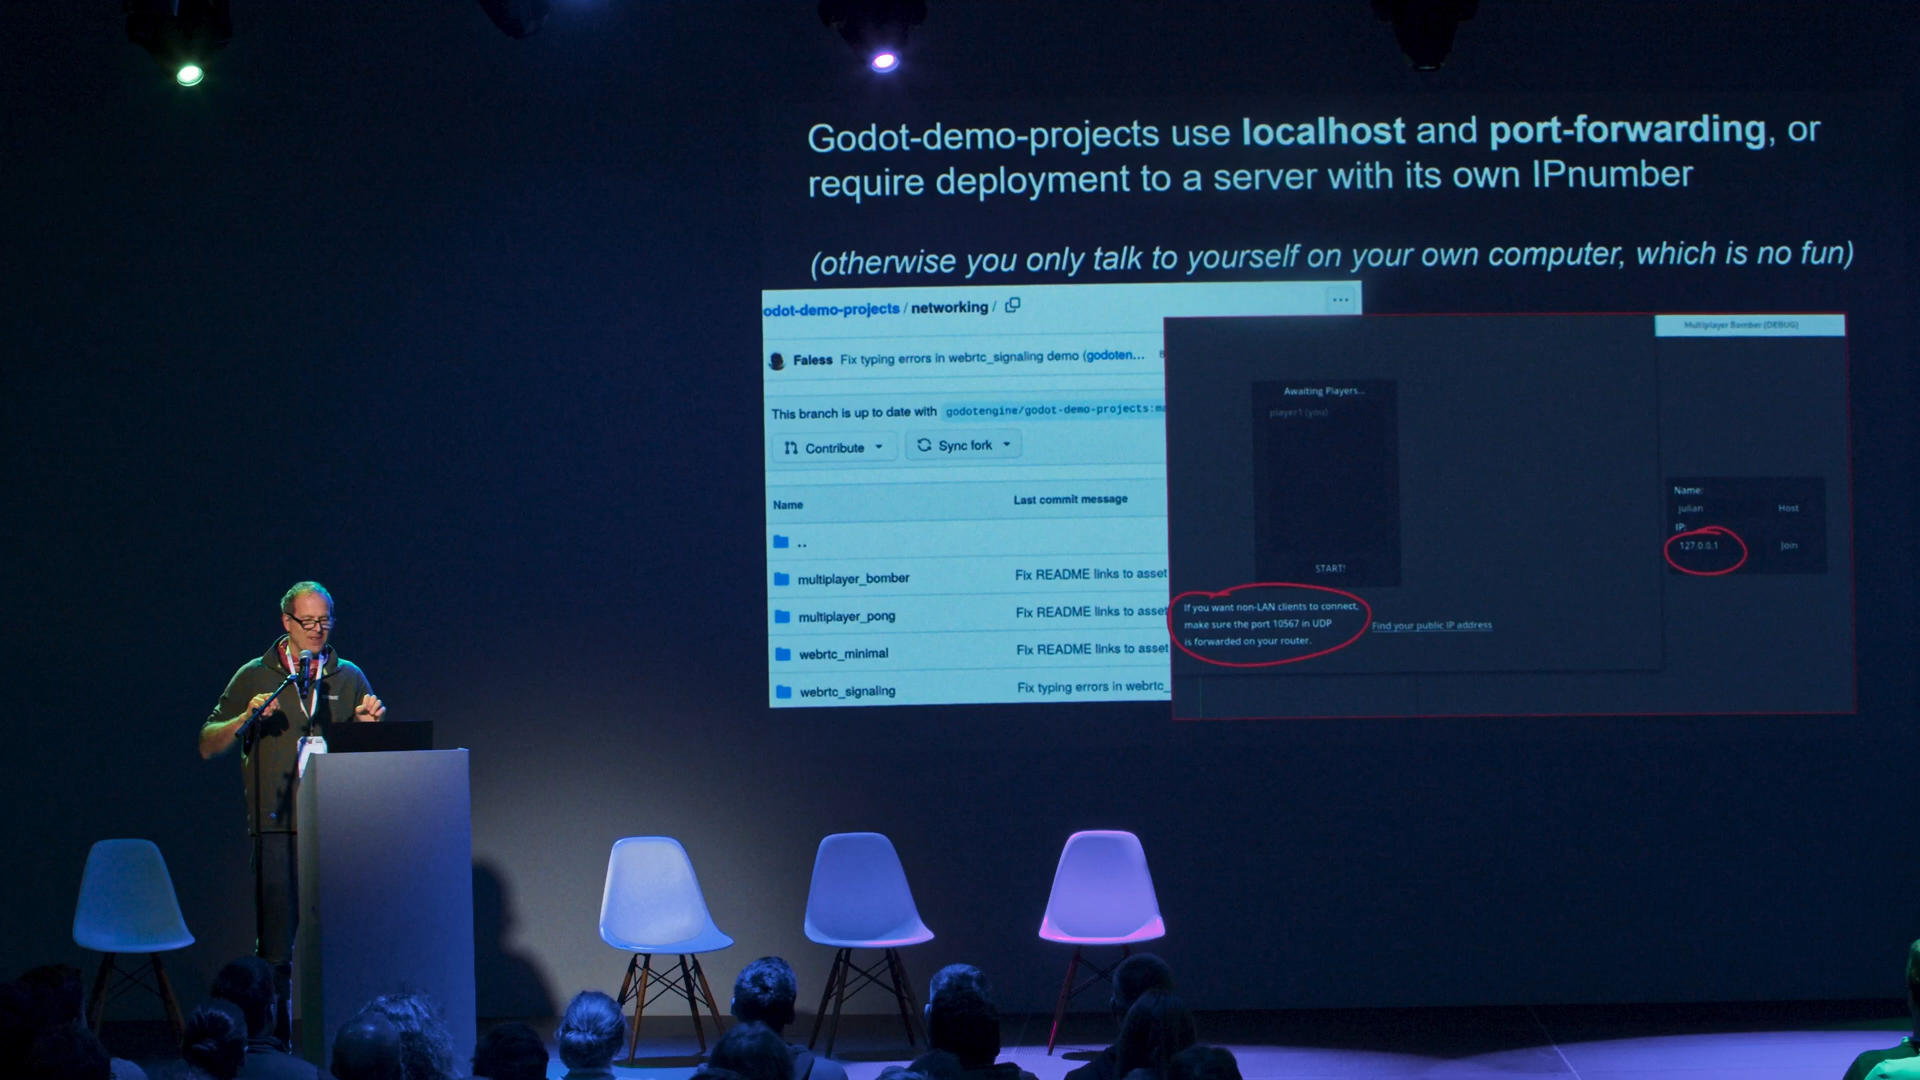 Godot-demo-projects use localhost and port-forwarding, or
require deployment to a server with its own IPnumber
(otherwise you only talk to yourself on your own computer, which is no fun)
odot-demo-projects / networking /
Faless Fix typing errors in webrtc_signaling demo (godoten...
This branch is up to date with godotengine/godot-demo-projects:ma
Contribute Sync fork
Name Last commit message
..
multiplayer_bomber Fix README links to asset
multiplayer_pong Fix README links to asset
webrtc_minimal Fix README links to asset
webrtc_signaling Fix typing errors in webrtc_
Multiplayer Bomber (DEBUG)
Awaiting Players...
player1 (you)
START!
If you want non-LAN clients to connect,
make sure the port 10567 in UDP
is forwarded on your router.
Find your public IP address
Name:
julian Host
IP:
127.0.0.1 Join